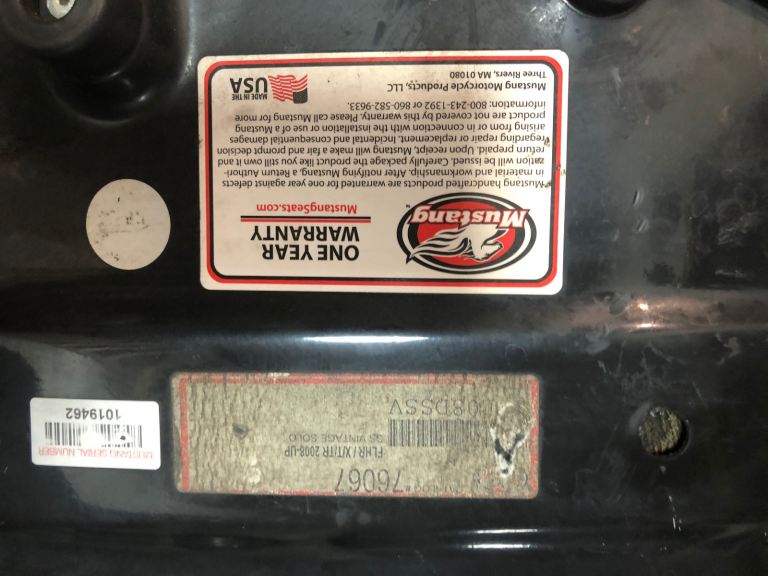 Mustang
ONE YEAR
WARRANTY
MustangSeats.com
Mustang handcrafted products are warranted for one year against defects
in material and workmanship. After notifying Mustang, a Return Authori-
zation will be issued. Carefully package the product like you still own it and
return prepaid. Upon receipt, Mustang will make a fair and prompt decision
regarding repair or replacement. Incidental and consequential damages
arising from or in connection with the installation or use of a Mustang
product are not covered by this warranty. Please call Mustang for more
information: 800-243-1392 or 860-582-9633.
Mustang Motorcycle Products, LLC
Three Rivers, MA 01080
MADE IN THE
USA
76067
FLHR / XT/LTR 2008-UP
SS VINTAGE SOLO
08DSSV
MUSTANG SERIAL NUMBER
1019462